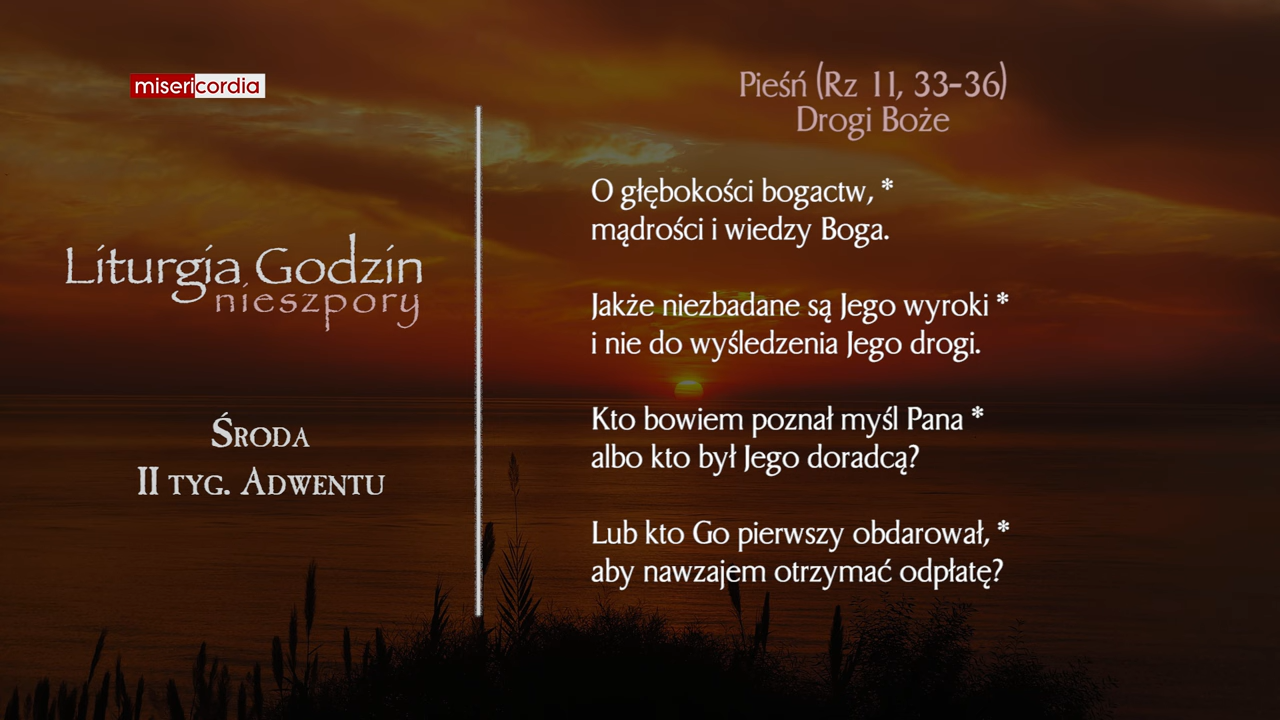 misericordia
Liturgia Godzin
nieszpory
Środa
II tyg. Adwentu
Pieśń (Rz 11, 33-36)
Drogi Boże
O głębokości bogactw, *
mądrości i wiedzy Boga.
Jakże niezbadane są Jego wyroki *
i nie do wyśledzenia Jego drogi.
Kto bowiem poznał myśl Pana *
albo kto był Jego doradcą?
Lub kto Go pierwszy obdarował, *
aby nawzajem otrzymać odpłatę?